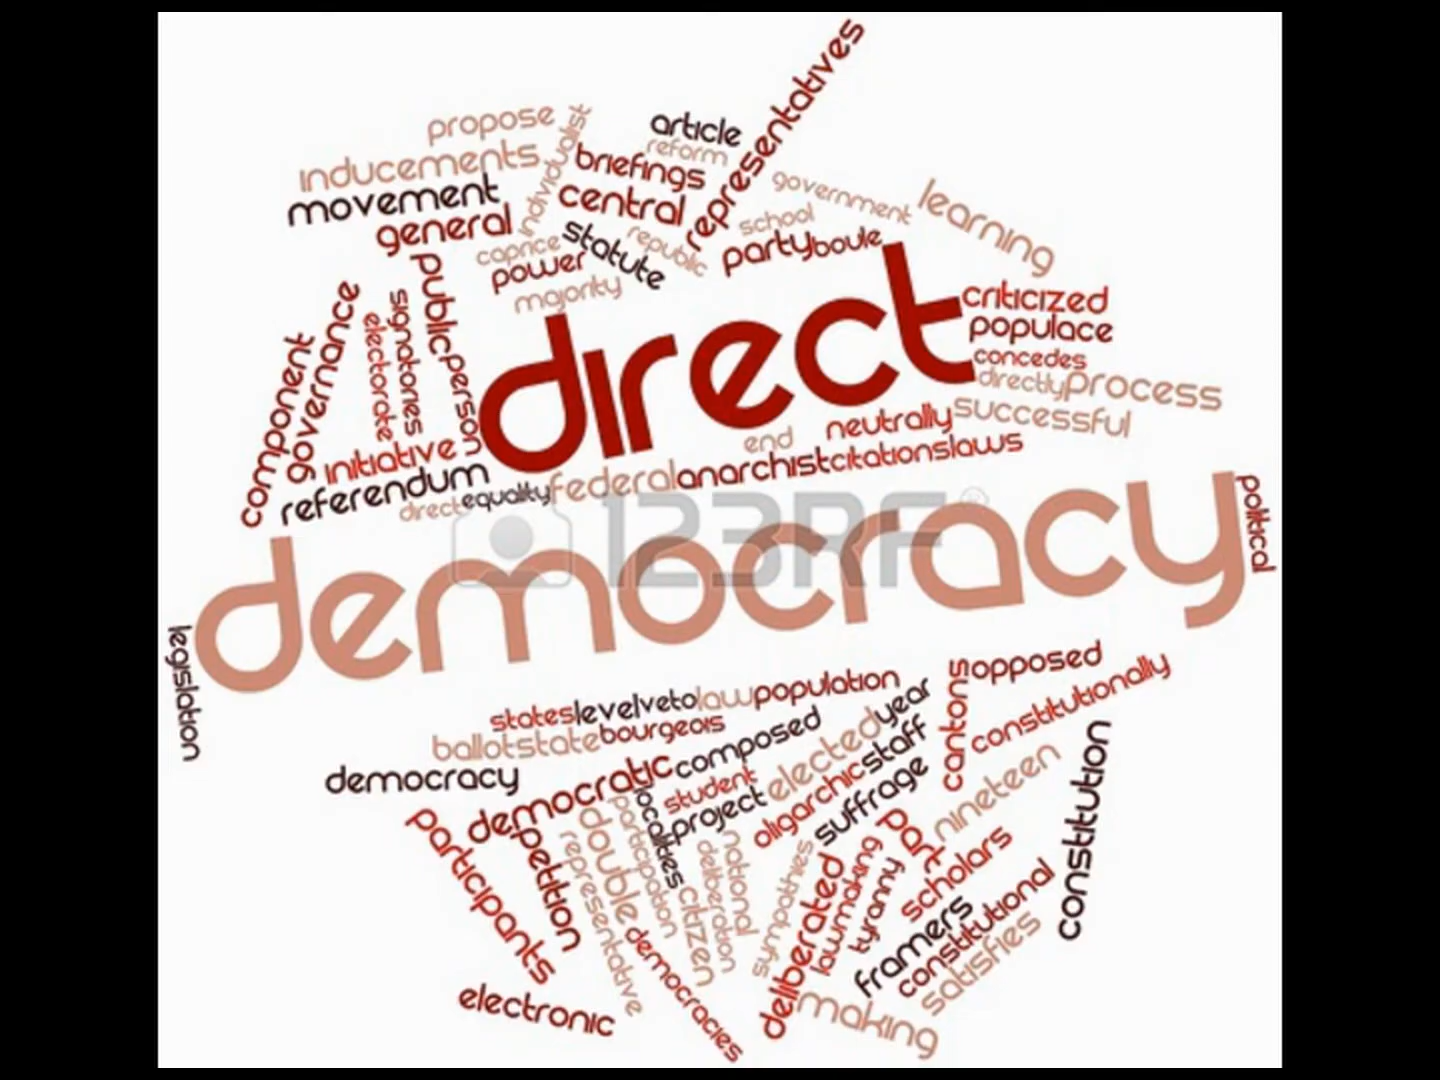 representatives
propose
individualist
article
reform
inducements
briefings
movement
central
government
learning
general
school
statute
republic
caprice
party
boule
power
public
majority
direct
criticized
populace
governance
signatories
electorate
component
person
concedes
directly
process
successful
initiative
neutrally
end
referendum
federal
anarchist
citations
laws
direct
equality
123RF
®
democracy
political
legislation
opposed
constitutionally
cantons
states
level
veto
law
population
ballot
state
bourgeois
composed
elected
year
democracy
democratic
student
staff
oligarchic
project
suffrage
localities
nineteen
constitution
participants
petition
double
participation
representative
national
deliberation
citizen
sympathies
deliberated
lawmaking
tyranny
part
scholars
framers
constitutional
satisfies
democracies
electronic
making